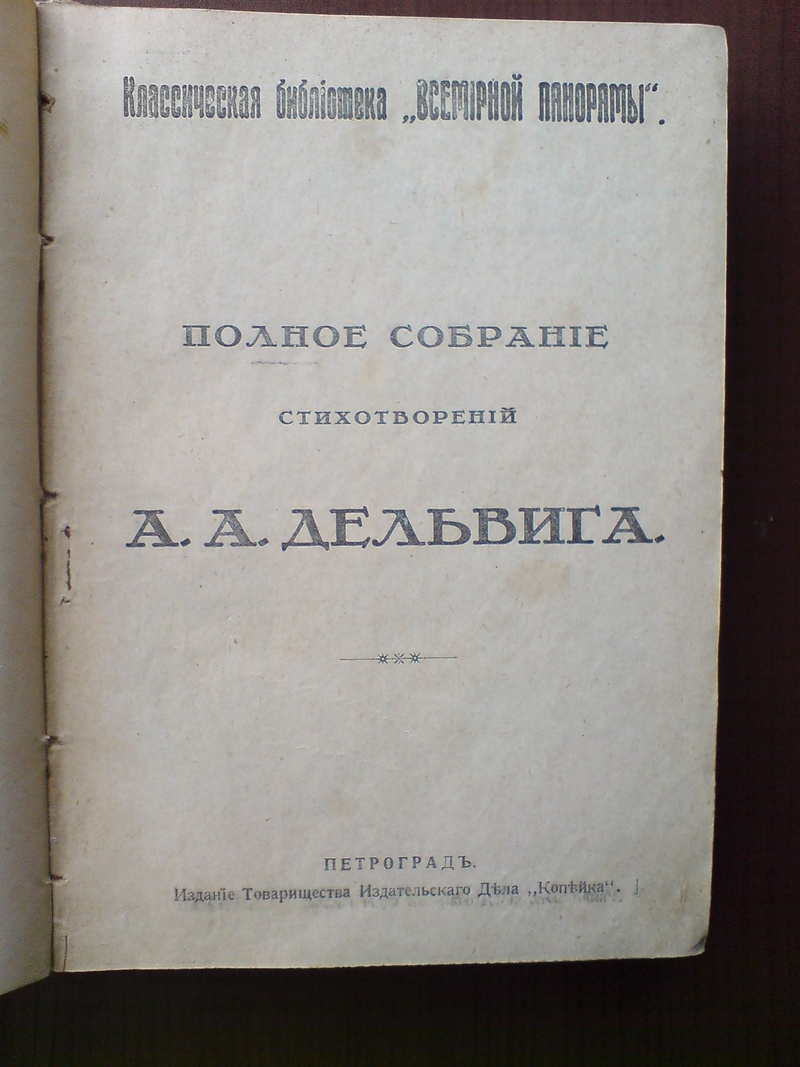 Классическая библіотека „ВСЕМІРНОЙ ПАНОРАМЫ“.
ПОЛНОЕ СОБРАНІЕ
СТИХОТВОРЕНІЙ
А. А. ДЕЛЬВИГА.
ПЕТРОГРАДЪ.
Изданіе Товарищества Издательскаго Дѣла „Копѣйка“.